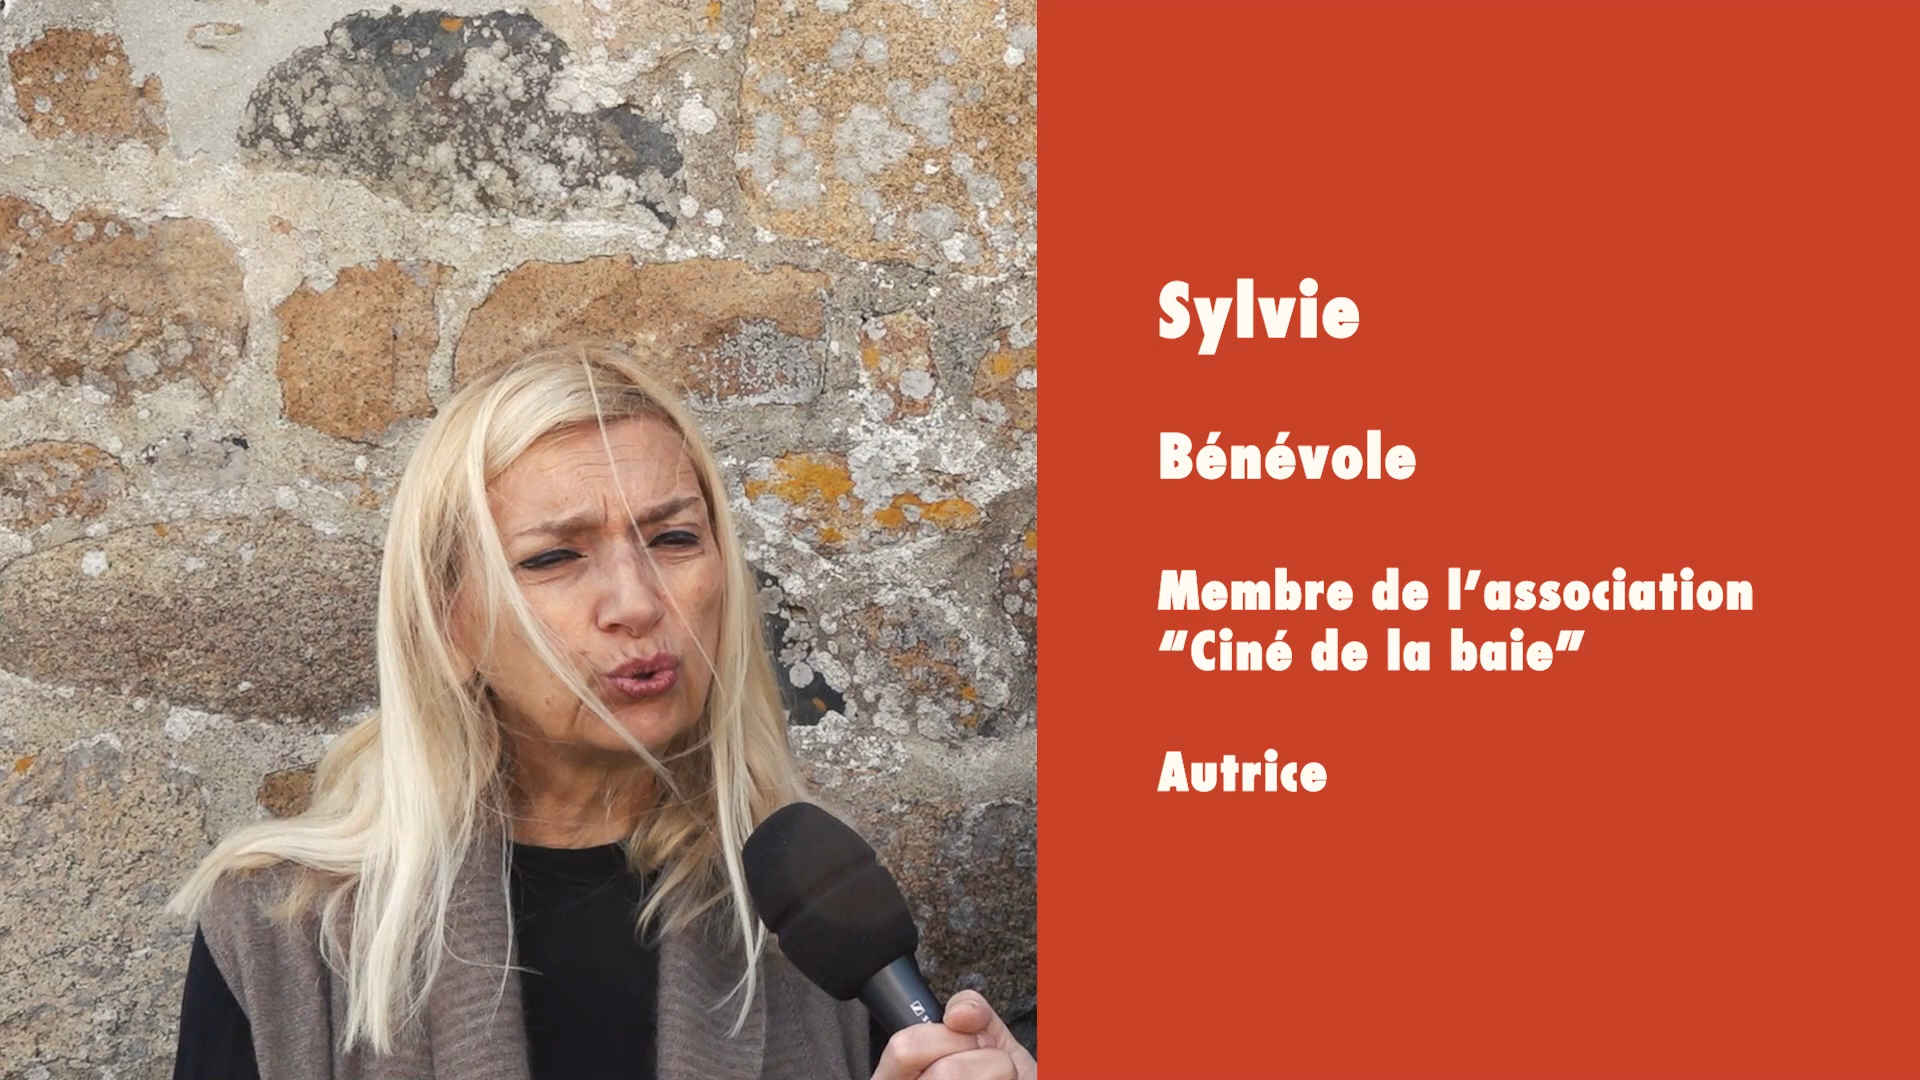 Sylvie
Bénévole
Membre de l’association
“Ciné de la baie”
Autrice